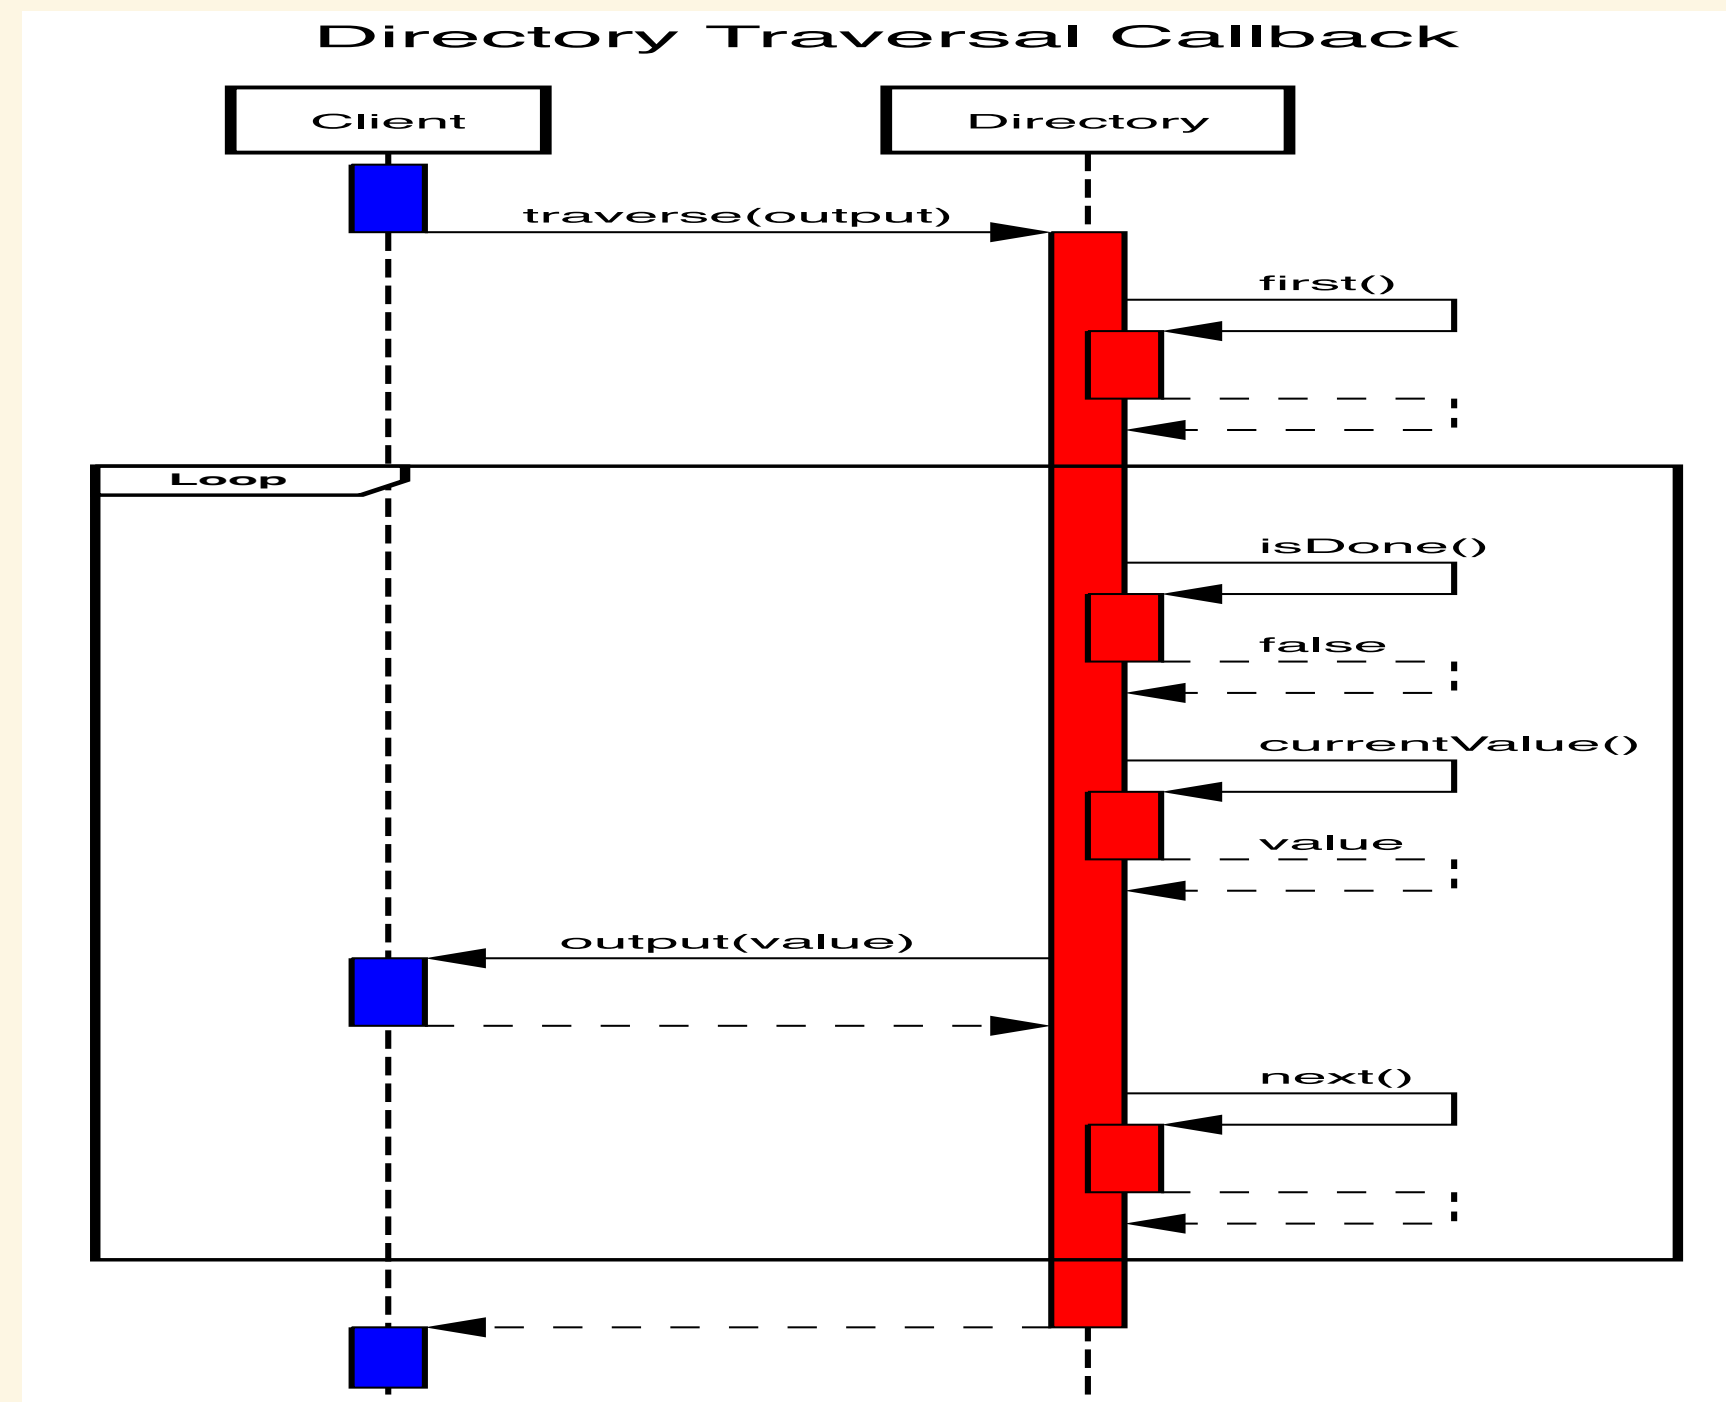 Directory Traversal Callback
Client
Directory
traverse(output)
first()
Loop
isDone()
false
currentValue()
value
output(value)
next()